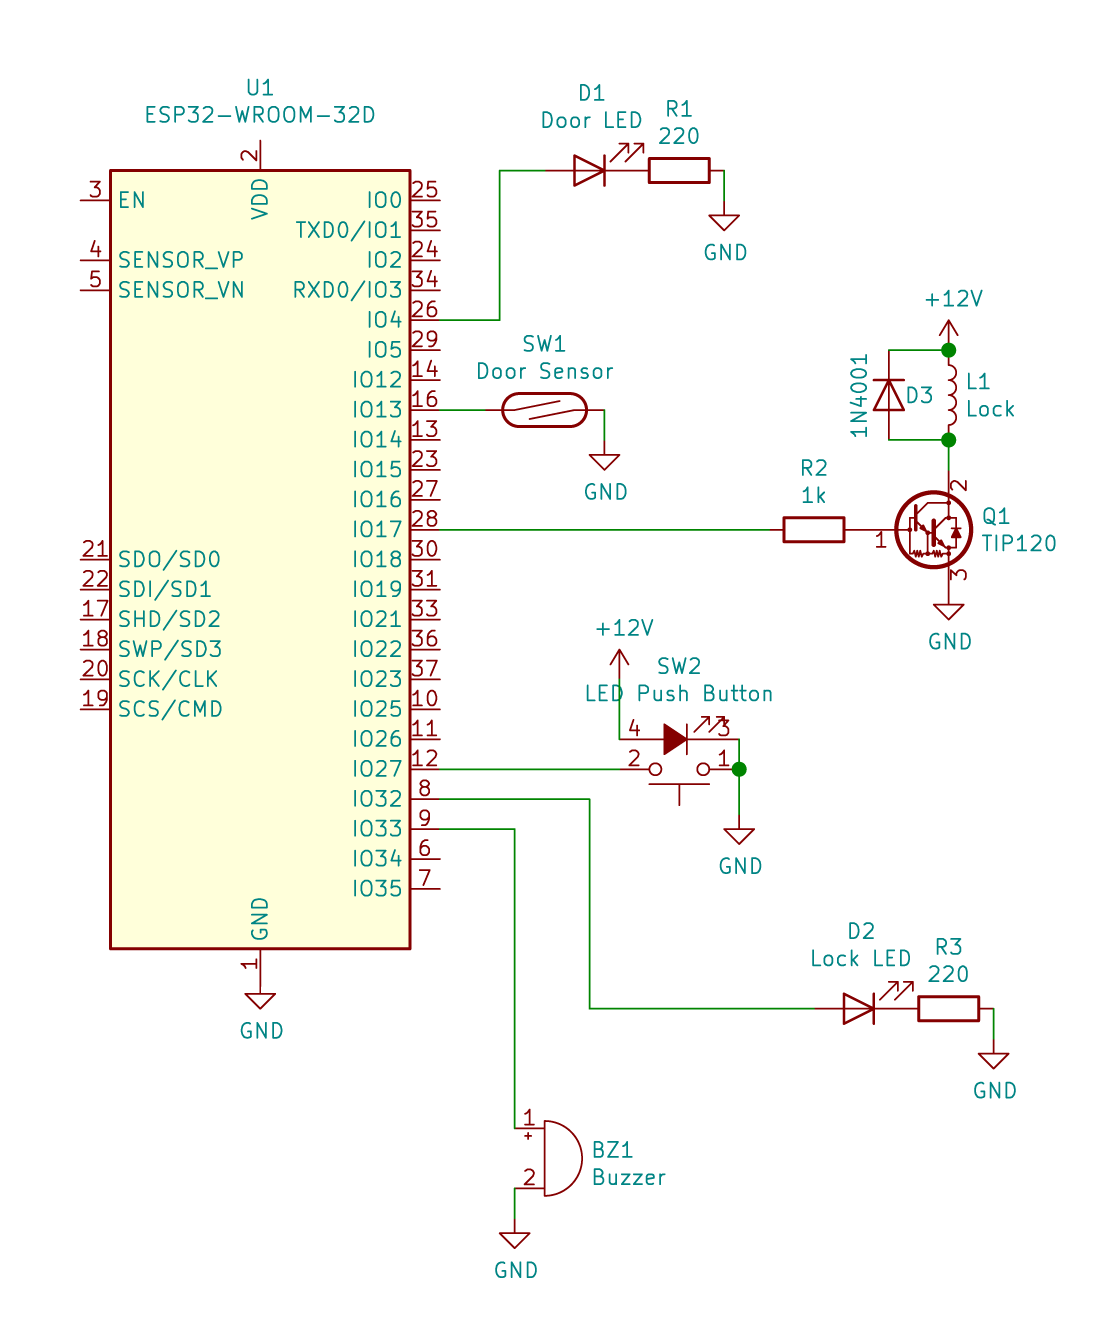 U1
ESP32-WROOM-32D
2
VDD
3
EN
4
SENSOR_VP
5
SENSOR_VN
21
SDO/SD0
22
SDI/SD1
17
SHD/SD2
18
SWP/SD3
20
SCK/CLK
19
SCS/CMD
IO0
25
TXD0/IO1
35
IO2
24
RXD0/IO3
34
IO4
26
IO5
29
IO12
14
IO13
16
IO14
13
IO15
23
IO16
27
IO17
28
IO18
30
IO19
31
IO21
33
IO22
36
IO23
37
IO25
10
IO26
11
IO27
12
IO32
8
IO33
9
IO34
6
IO35
7
GND
1
GND
D1
Door LED
R1
220
GND
SW1
Door Sensor
GND
+12V
1N4001
D3
L1
Lock
R2
1k
2
1
3
Q1
TIP120
GND
+12V
SW2
LED Push Button
4
3
2
1
GND
D2
Lock LED
R3
220
GND
1
+
2
BZ1
Buzzer
GND